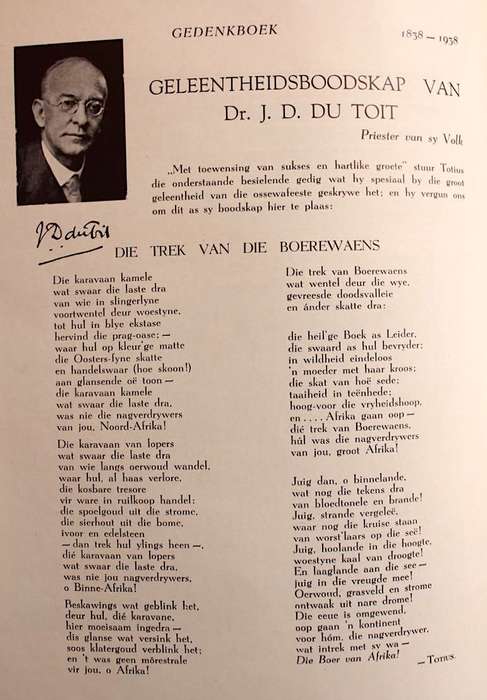 GEDENKBOEK
1838 — 1938
GELEENTHEIDSBOODSKAP VAN
Dr. J. D. DU TOIT
Priester van sy Volk
„Met toewensing van sukses en hartlike groete" stuur Totius
die onderstaande besielende gedig wat hy spesiaal by die groot
geleentheid van die ossewafeeste geskrywe het; en hy vergun ons
om dit as sy boodskap hier te plaas:
JD du Toit
DIE TREK VAN DIE BOEREWAENS
Die karavaan kamele
wat swaar die laste dra
van wie in slingerlyne
voortwentel deur woestyne,
tot hul in blye ekstase
hervind die prag-oase; —
waar hul op kleur'ge matte
die Oosters-fyne skatte
en handelswaar (hoe skoon!)
aan glansende oë toon —
die karavaan kamele
wat swaar die laste dra,
was nie die nagverdrywers
van jou, Noord-Afrika!
Die karavaan van lopers
wat swaar die laste dra
van wie langs oerwoud wandel,
waar hul, al haas verlore,
die kosbare tresore
vir ware in ruilkoop handel:
die spoelgoud uit die strome,
die sierhout uit die bome,
ivoor en edelsteen
— dan trek hul ylings heen —,
dié karavaan van lopers
wat swaar die laste dra,
was nie jou nagverdrywers,
o Binne-Afrika!
Beskawings wat geblink het,
deur hul, dié karavane,
hier moeisaam ingedra —
dis glanse wat versink het,
soos klatergoud verblink het;
en 't was geen môrestrale
vir jou, o Afrika!
Die trek van Boerewaens
wat wentel deur die wye,
gevreesde doodsvalleie
en ánder skatte dra:
die heil'ge Boek as Leider,
die swaard as hul bevryder;
in wildheid eindeloos
'n moeder met haar kroos;
die skat van hoë sede;
taaiheid in teënhede;
hoog-voor die vryheidshoop,
en .... Afrika gaan oop —
dié trek van Boerewaens,
húl was die nagverdrywers
van jou, groot Afrika!
Juig dan, o binnelande,
wat nog die tekens dra
van bloedtonele en brande!
Juig, strande vergeleë,
waar nog die kruise staan
van worst'laars op die seë!
Juig, hoolande in die hoogte,
woestyne kaal van droogte!
En laaglande aan die see —
juig in die vreugde mee!
Oerwoud, grasveld en strome
ontwaak uit nare drome!
Die eeue is omgewend,
oop gaan 'n kontinent
voor hóm, die nagverdrywer,
wat intrek met sy wa —
Die Boer van Afrika!
—TOTIUS.